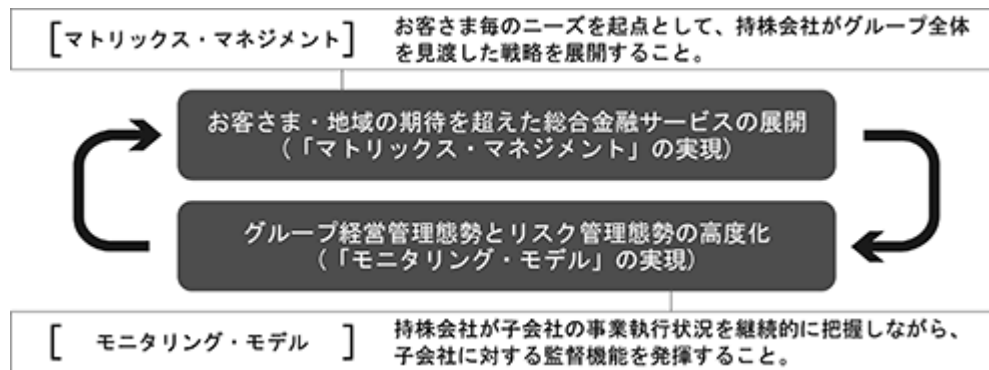 [マトリックス・マネジメント]
お客さま毎のニーズを起点として、持株会社がグループ全体
を見渡した戦略を展開すること。
お客さま・地域の期待を超えた総合金融サービスの展開
(「マトリックス・マネジメント」の実現)
グループ経営管理態勢とリスク管理態勢の高度化
(「モニタリング・モデル」の実現)
[モニタリング・モデル]
持株会社が子会社の事業執行状況を継続的に把握しながら、
子会社に対する監督機能を発揮すること。